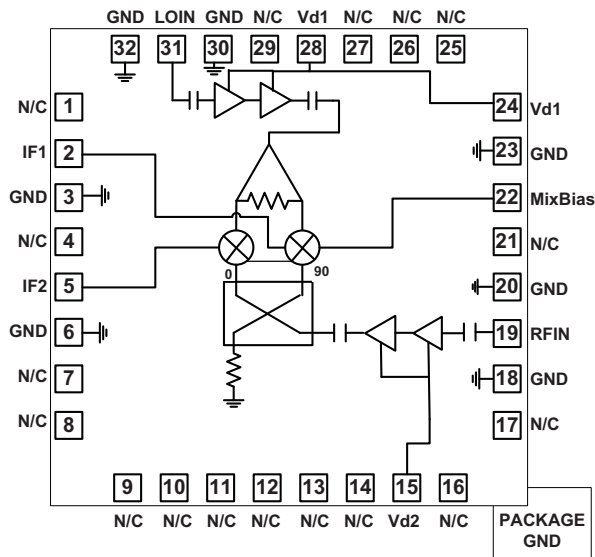 GND LOIN GND N/C Vd1 N/C N/C N/C
32 31 30 29 28 27 26 25
N/C 1
IF1 2
GND 3
N/C 4
IF2 5
GND 6
N/C 7
N/C 8
24 Vd1
23 GND
22 MixBias
21 N/C
20 GND
19 RFIN
18 GND
17 N/C
0 90
9 10 11 12 13 14 15 16
N/C N/C N/C N/C N/C N/C Vd2 N/C
PACKAGE
GND